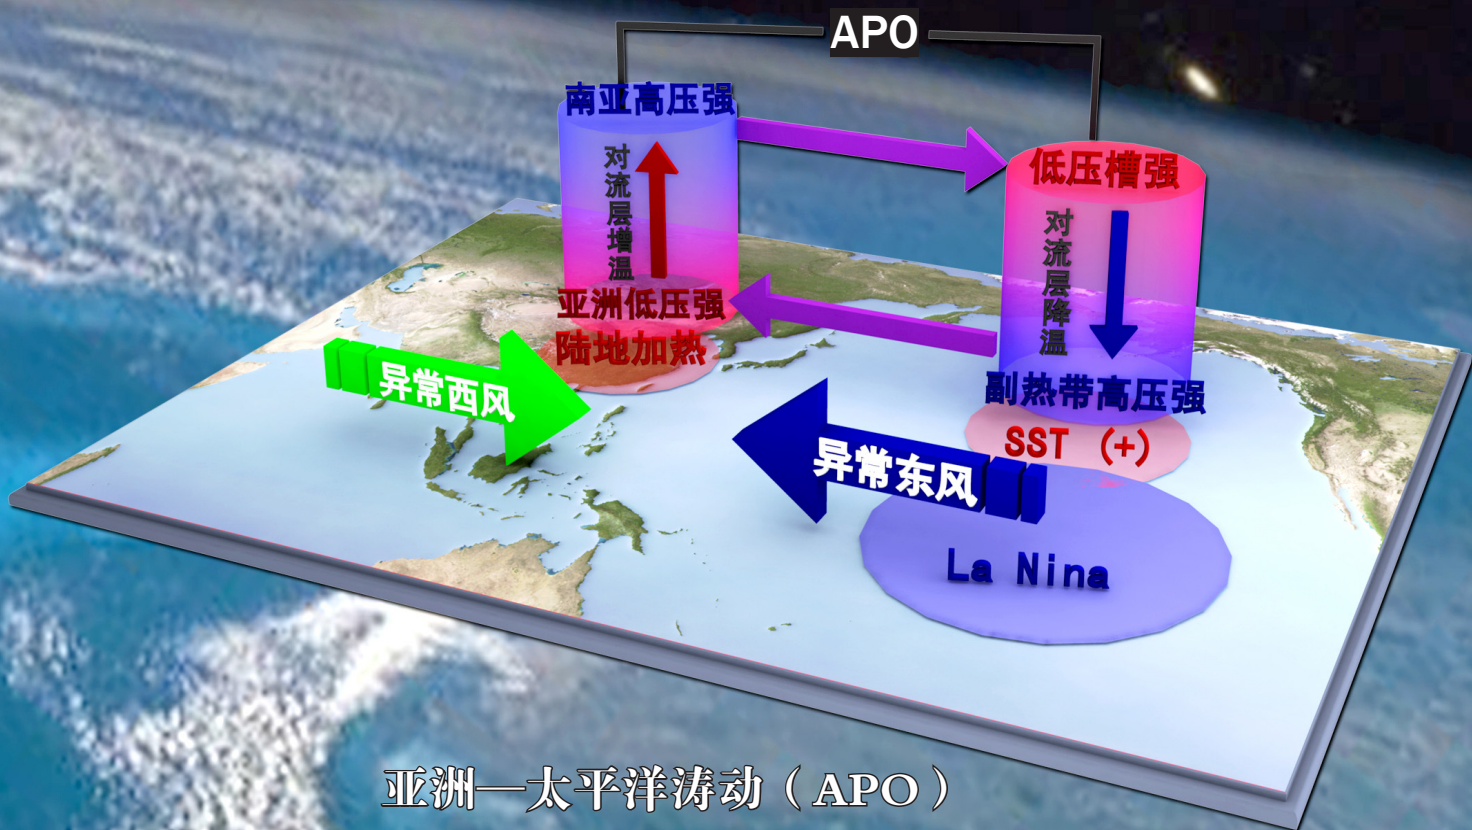 APO
南亚高压强
低压槽强
对流层增温
对流层降温
亚洲低压强
陆地加热
异常西风
副热带高压强
SST (+)
异常东风
La Nina
亚洲—太平洋涛动（APO）